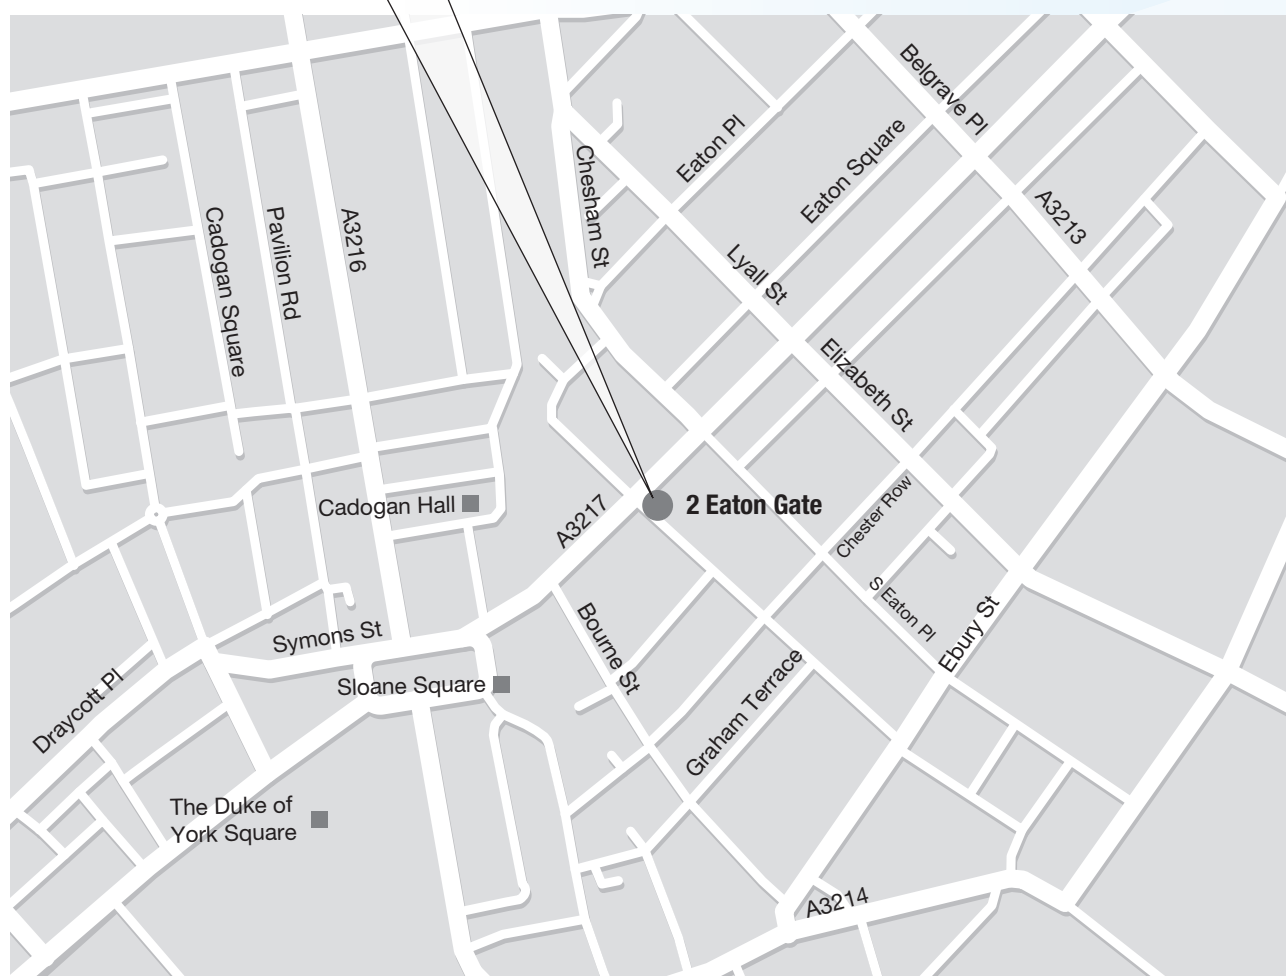 Belgrave Pl
Eaton Pl
Eaton Square
Chesham St
A3213
Cadogan Square
Pavilion Rd
A3216
Lyall St
Elizabeth St
Cadogan Hall
A3217
2 Eaton Gate
Chester Row
S Eaton Pl
Ebury St
Symons St
Bourne St
Sloane Square
Graham Terrace
Draycott Pl
The Duke of
York Square
A3214